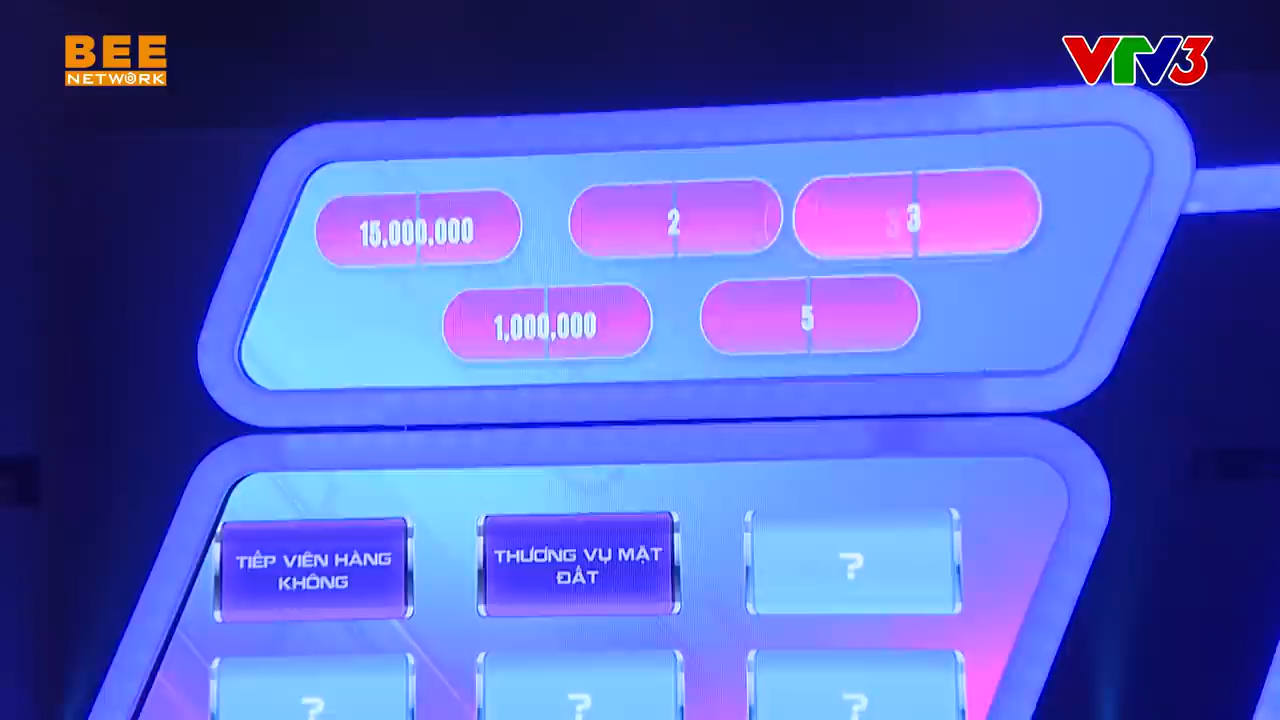 BEE
NETWORK
VTV3
15,000,000
2
3
1,000,000
5
TIẾP VIÊN HÀNG
KHÔNG
THƯƠNG VỤ MẶT
ĐẤT
?
?
?
?